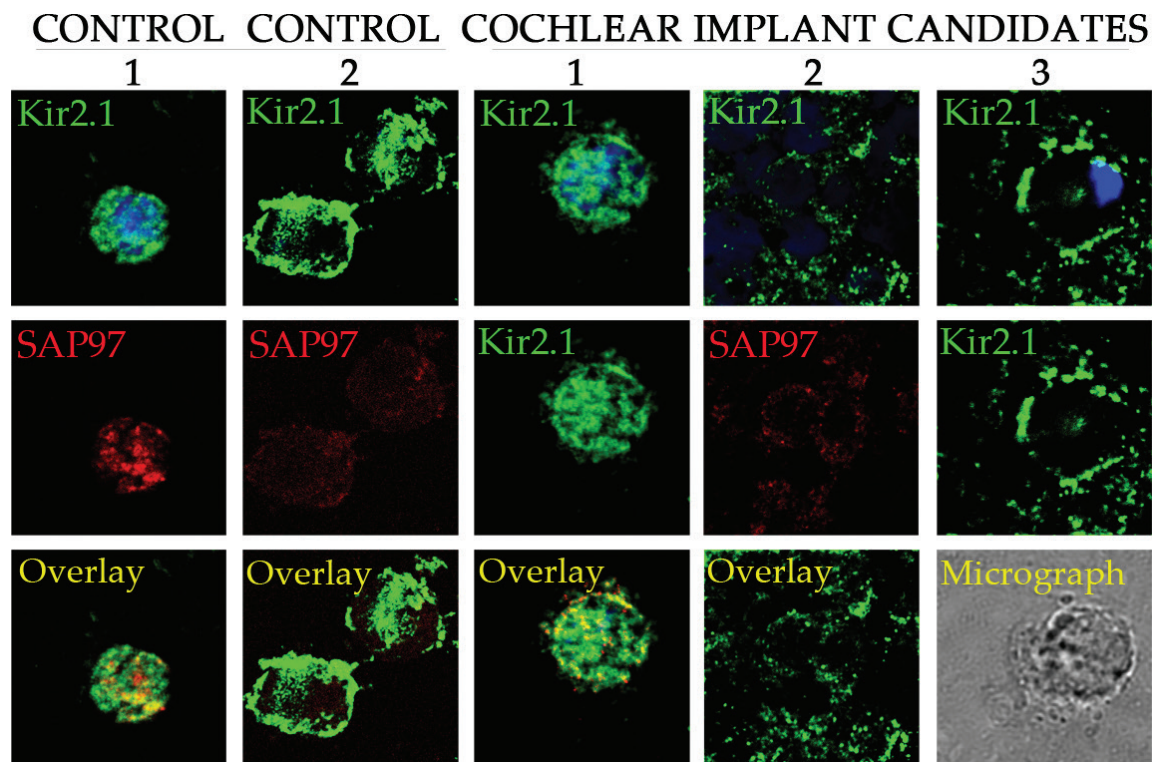 CONTROL CONTROL COCHLEAR IMPLANT CANDIDATES
1 2 1 2 3
Kir2.1 Kir2.1 Kir2.1 Kir2.1 Kir2.1
SAP97 SAP97 Kir2.1 SAP97 Kir2.1
Overlay Overlay Overlay Overlay Micrograph